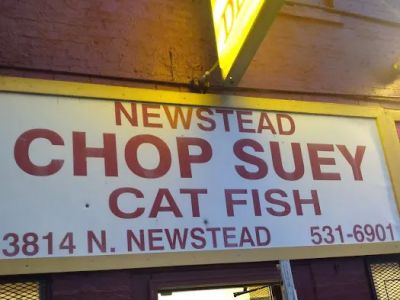 NEWSTEAD
CHOP SUEY
CAT FISH
3814 N. NEWSTEAD 531-6901